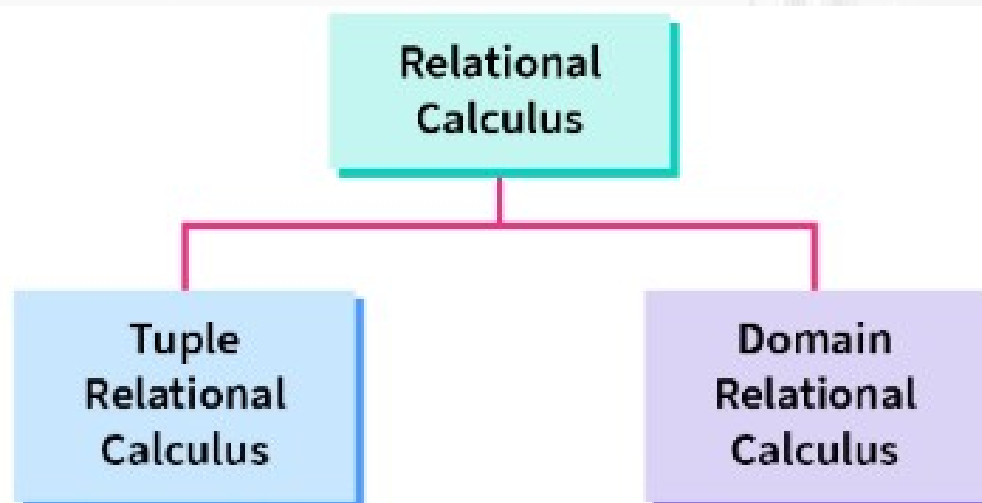 Relational
Calculus
Tuple
Relational
Calculus
Domain
Relational
Calculus